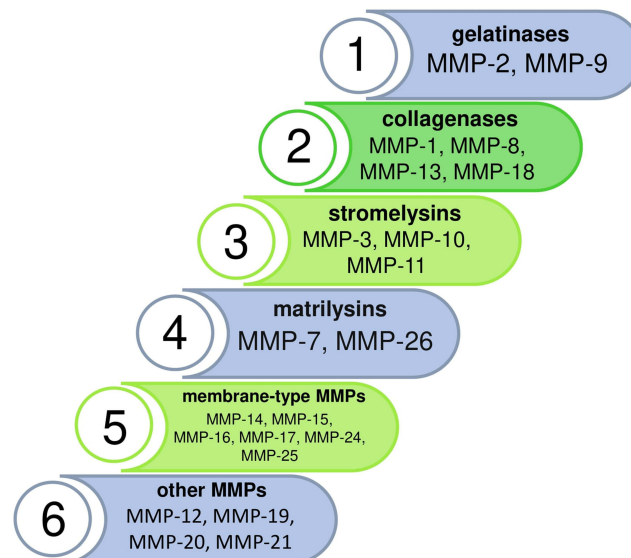 1
gelatinases
MMP-2, MMP-9
2
collagenases
MMP-1, MMP-8,
MMP-13, MMP-18
3
stromelysins
MMP-3, MMP-10,
MMP-11
4
matrilysins
MMP-7, MMP-26
5
membrane-type MMPs
MMP-14, MMP-15,
MMP-16, MMP-17, MMP-24,
MMP-25
6
other MMPs
MMP-12, MMP-19,
MMP-20, MMP-21